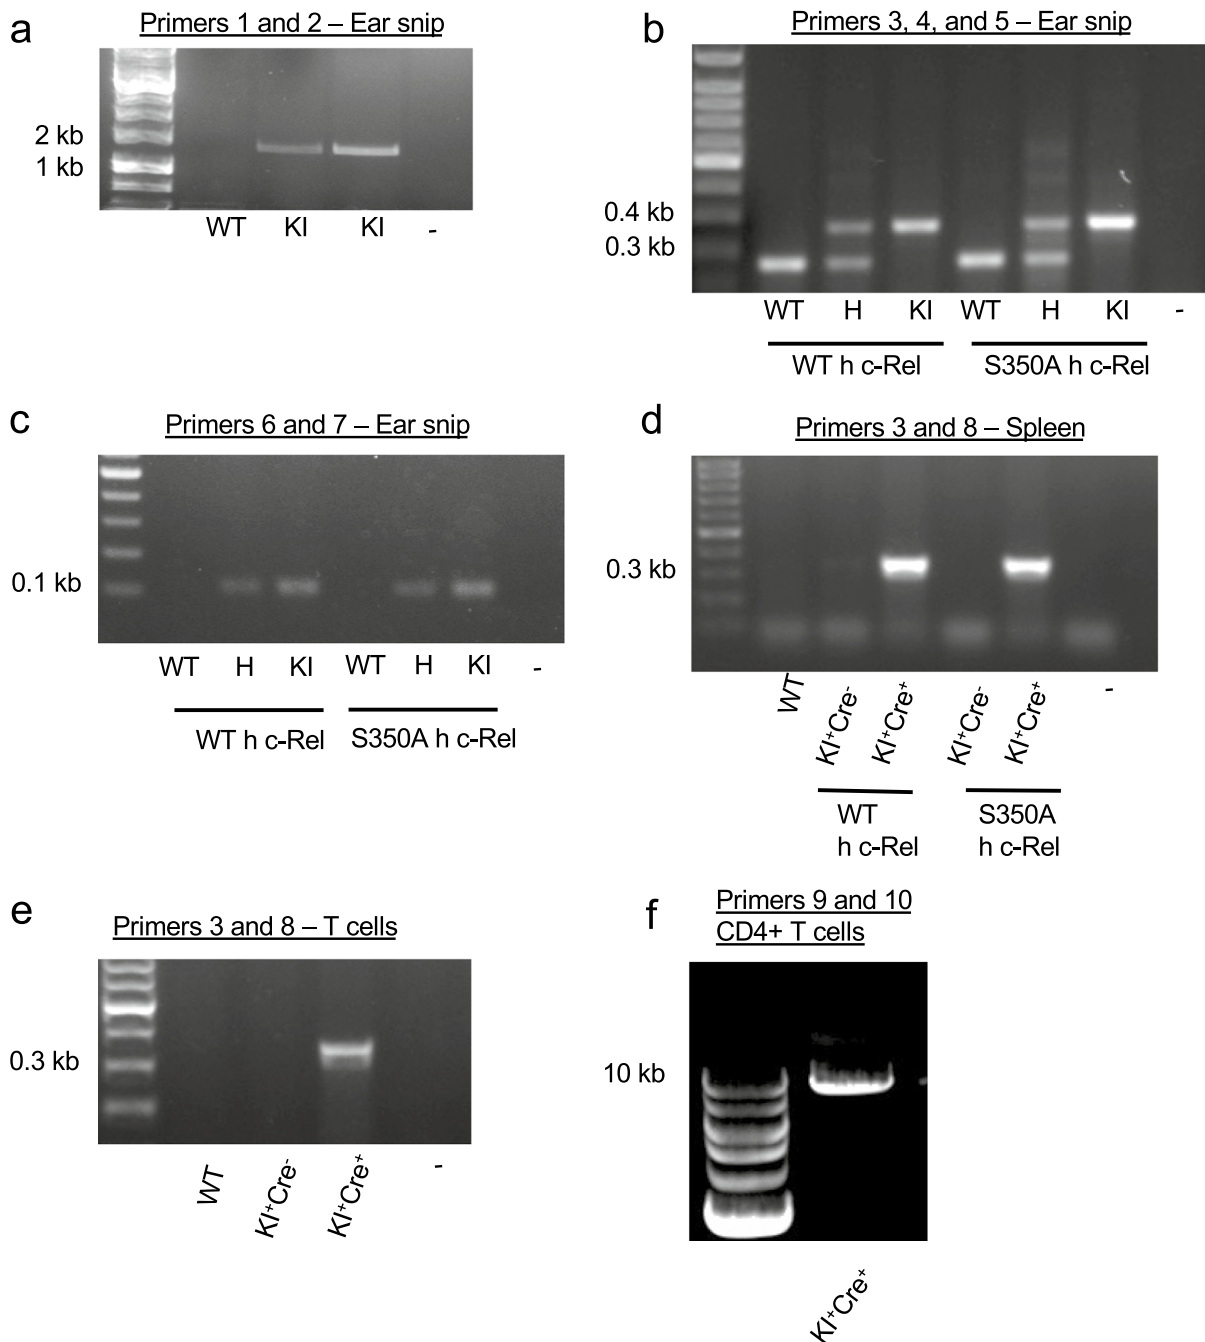 a
Primers 1 and 2 – Ear snip
2 kb
1 kb
WT KI KI -
b
Primers 3, 4, and 5 – Ear snip
0.4 kb
0.3 kb
WT H KI WT H KI -
WT h c-Rel S350A h c-Rel
c
Primers 6 and 7 – Ear snip
0.1 kb
WT H KI WT H KI -
WT h c-Rel S350A h c-Rel
d
Primers 3 and 8 – Spleen
0.3 kb
WT KI⁺Cre⁻ KI⁺Cre⁺ KI⁺Cre⁻ KI⁺Cre⁺ -
WT S350A
h c-Rel h c-Rel
e
Primers 3 and 8 – T cells
0.3 kb
WT KI⁺Cre⁻ KI⁺Cre⁺ -
f
Primers 9 and 10
CD4+ T cells
10 kb
KI⁺Cre⁺